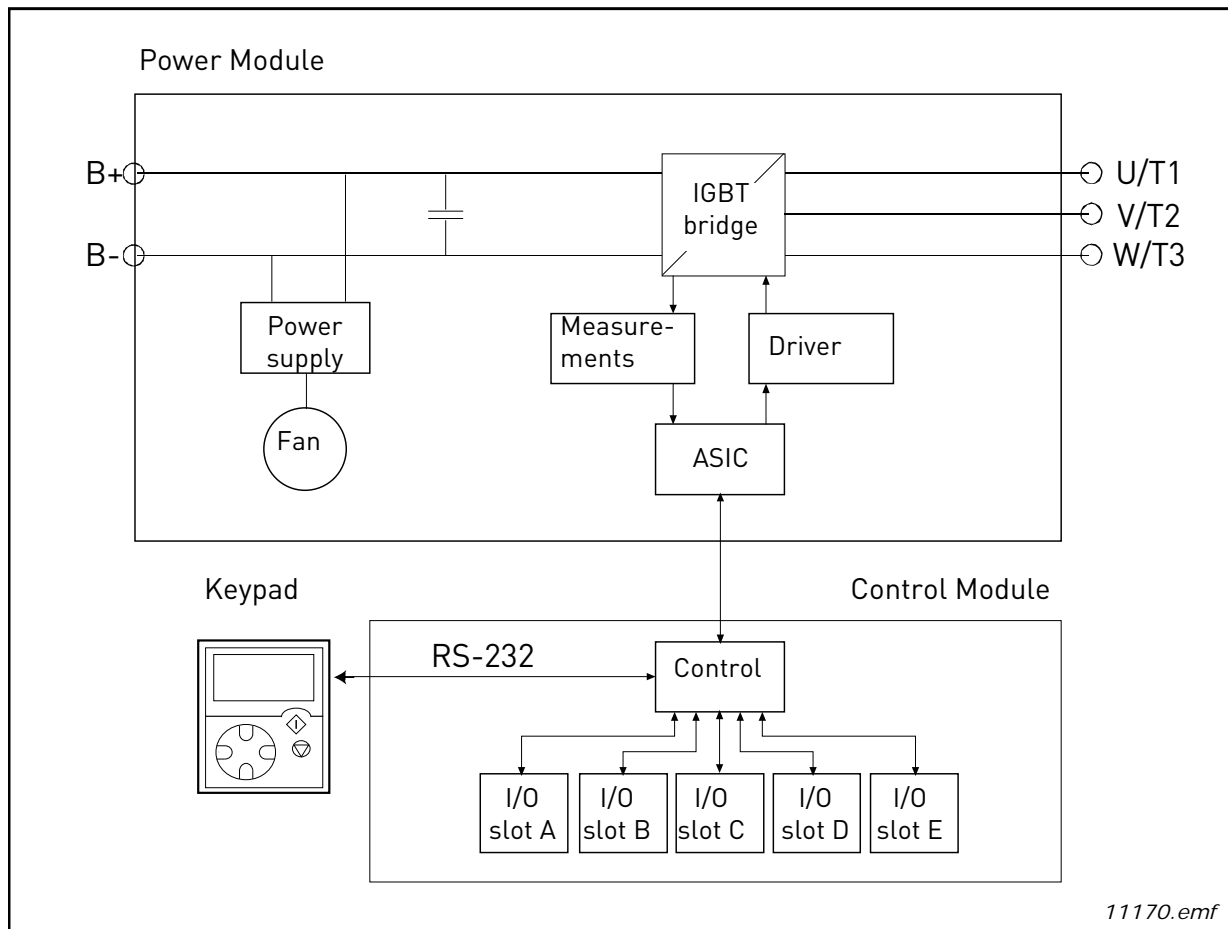 Power Module
B+
B-
IGBT
bridge
U/T1
V/T2
W/T3
Power
supply
Measure-
ments
Driver
Fan
ASIC
Keypad
Control Module
RS-232
Control
I/O
slot A
I/O
slot B
I/O
slot C
I/O
slot D
I/O
slot E
11170.emf